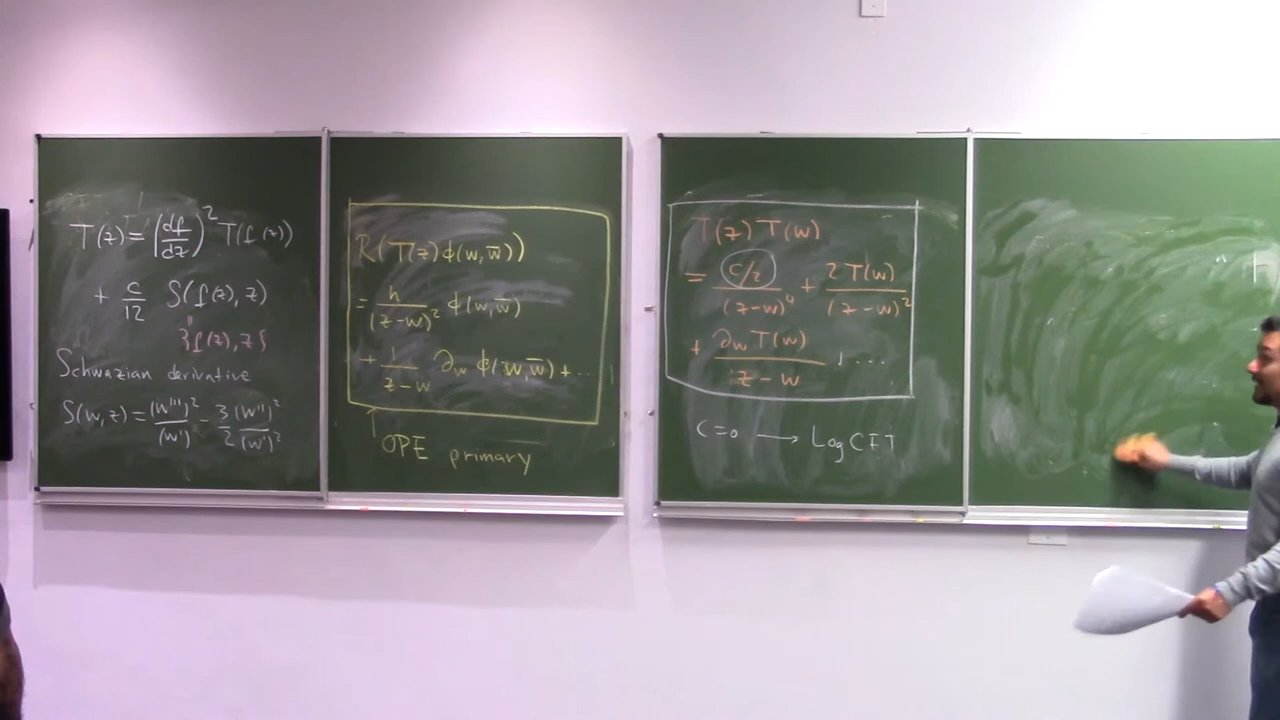 T(z) = (df/dz)² T(f(z))
+ c/12 S(f(z), z)
"
{f(z), z}
Schwazian derivative
S(w, z) = (w''')²/(w') - 3/2 (w'')²/(w')²
R(T(z) ϕ(w, w̅))
= h/(z-w)² ϕ(w, w̅)
+ 1/z-w ∂w ϕ(w, w̅) + ...
OPE primary
T(z) T(w)
= c/2/(z-w)⁴ + 2T(w)/(z-w)²
+ ∂w T(w)/z-w + ...
c=0 → Log CFT